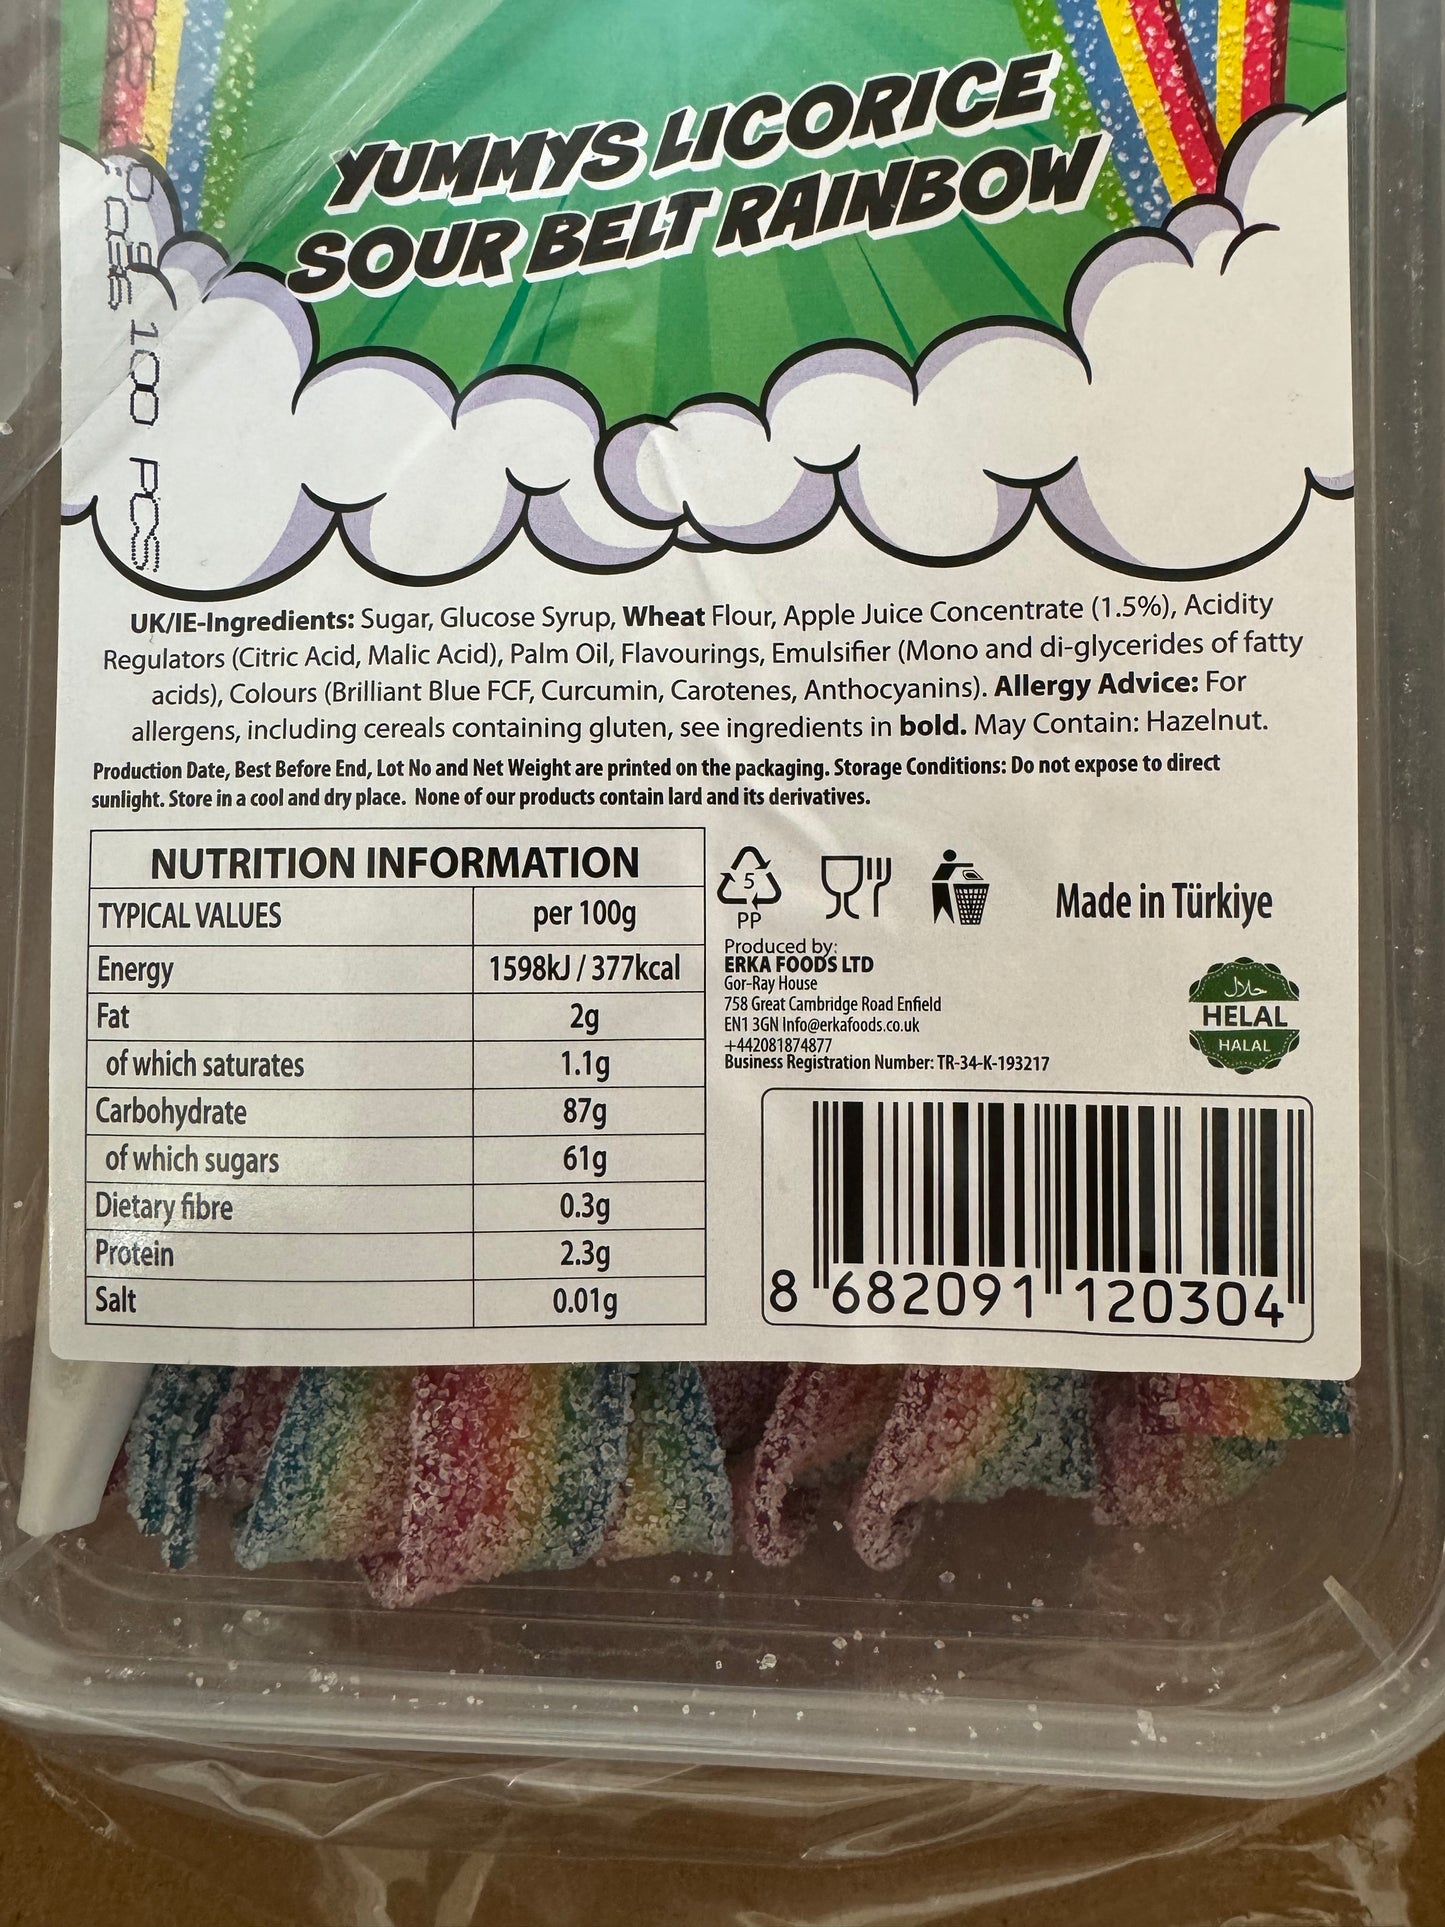 YUMMYS LICORICE
SOUR BELT RAINBOW
100 PCS
UK/IE-Ingredients: Sugar, Glucose Syrup, Wheat Flour, Apple Juice Concentrate (1.5%), Acidity
Regulators (Citric Acid, Malic Acid), Palm Oil, Flavourings, Emulsifier (Mono and di-glycerides of fatty
acids), Colours (Brilliant Blue FCF, Curcumin, Carotenes, Anthocyanins). Allergy Advice: For
allergens, including cereals containing gluten, see ingredients in bold. May Contain: Hazelnut.
Production Date, Best Before End, Lot No and Net Weight are printed on the packaging. Storage Conditions: Do not expose to direct
sunlight. Store in a cool and dry place. None of our products contain lard and its derivatives.
NUTRITION INFORMATION
TYPICAL VALUES per 100g
Energy 1598kJ / 377kcal
Fat 2g
of which saturates 1.1g
Carbohydrate 87g
of which sugars 61g
Dietary fibre 0.3g
Protein 2.3g
Salt 0.01g
5
PP
Made in Türkiye
Produced by:
ERKA FOODS LTD
Gor-Ray House
758 Great Cambridge Road Enfield
EN1 3GN Info@erkafoods.co.uk
+442081874877
Business Registration Number: TR-34-K-193217
حلال
HELAL
HALAL
8 682091 120304